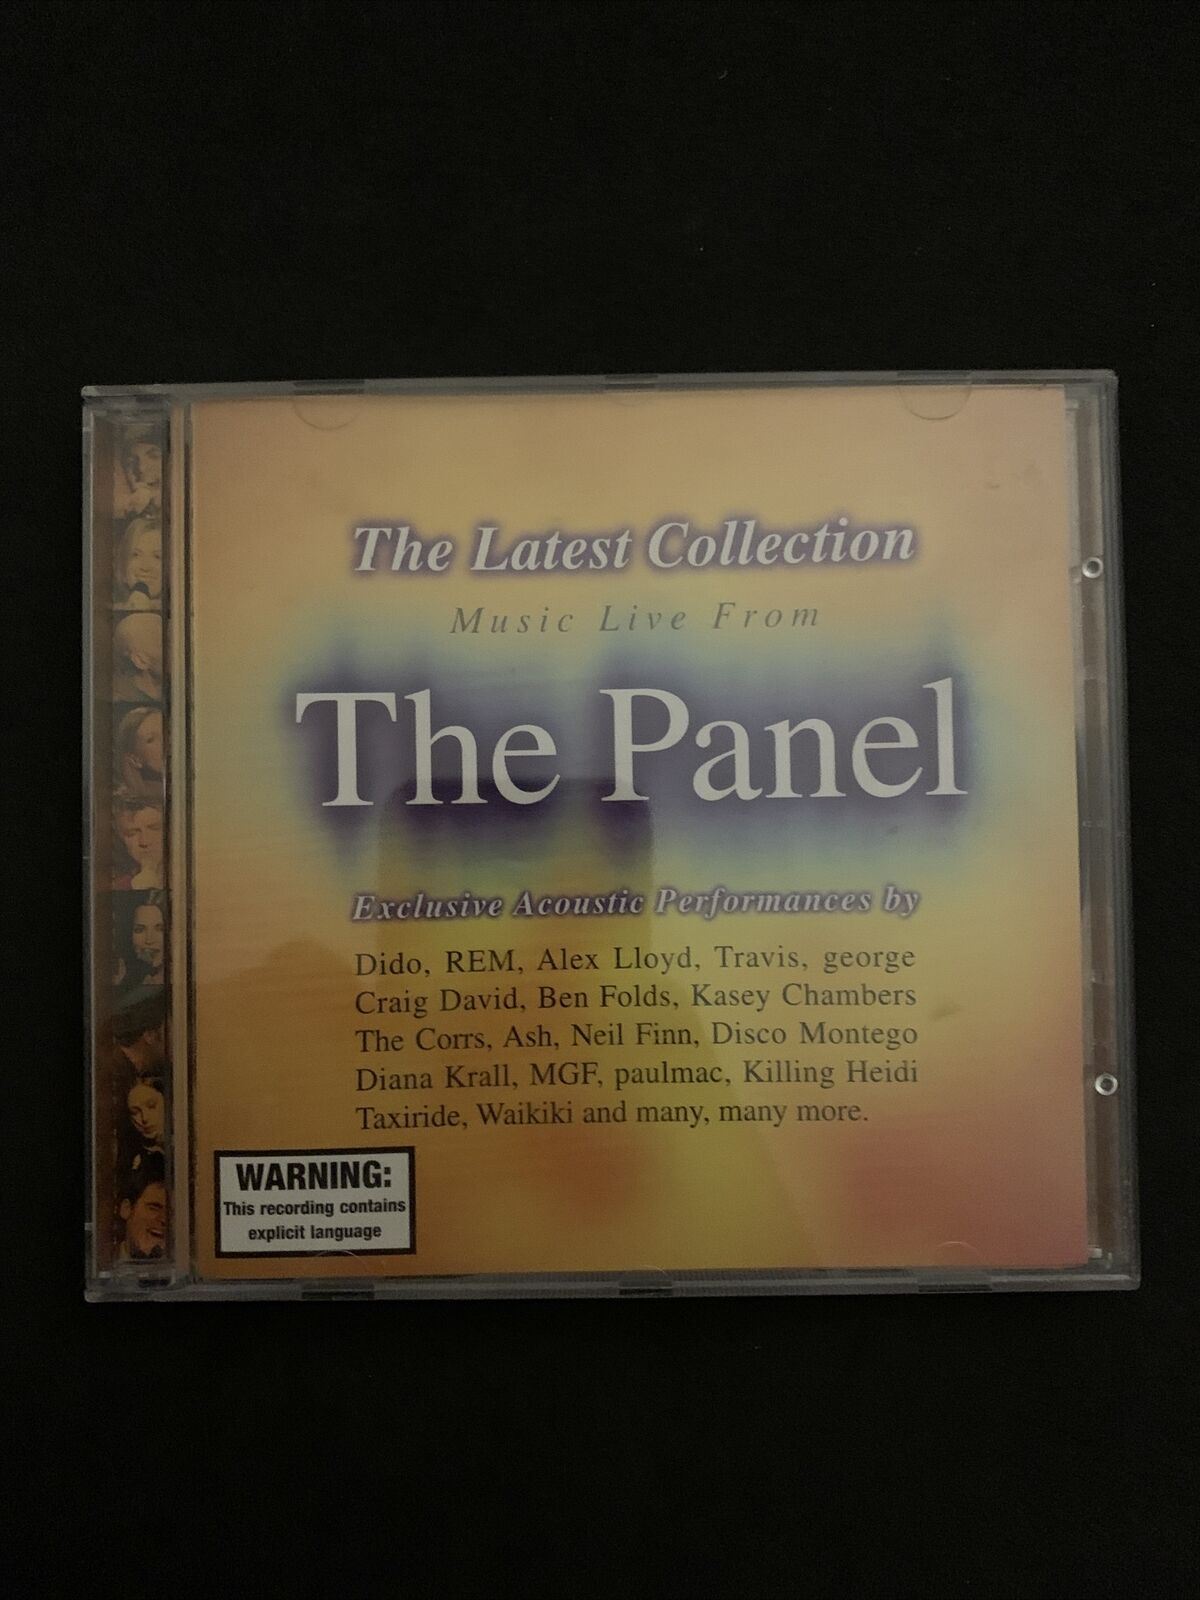 The Latest Collection
Music Live From
The Panel
Exclusive Acoustic Performances by
Dido, REM, Alex Lloyd, Travis, george
Craig David, Ben Folds, Kasey Chambers
The Corrs, Ash, Neil Finn, Disco Montego
Diana Krall, MGF, paulmac, Killing Heidi
Taxiride, Waikiki and many, many more.
WARNING:
This recording contains
explicit language